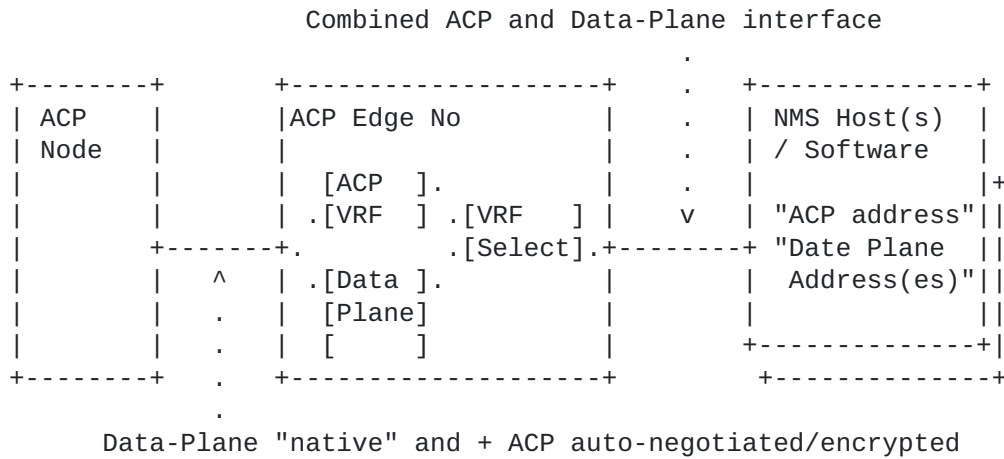 Combined ACP and Data-Plane interface
                                         .
+--------+       +--------------------+   .   +--------------+
| ACP    |       |ACP Edge No         |   .   | NMS Host(s)  |
| Node   |       |                    |   .   | / Software   |
|        |       |  [ACP  ].          |   .   |              |+
|        |       | .[VRF  ] .[VRF   ] |   v   | "ACP address"||
|        +-------+.         .[Select].+--------+ "Date Plane  ||
|        |   ^   | .[Data ].          |       |  Address(es)"||
|        |   .   |  [Plane]           |       |              ||
|        |   .   |  [     ]           |       +--------------+|
+--------+   .   +--------------------+        +--------------+
             .
Data-Plane "native" and + ACP auto-negotiated/encrypted